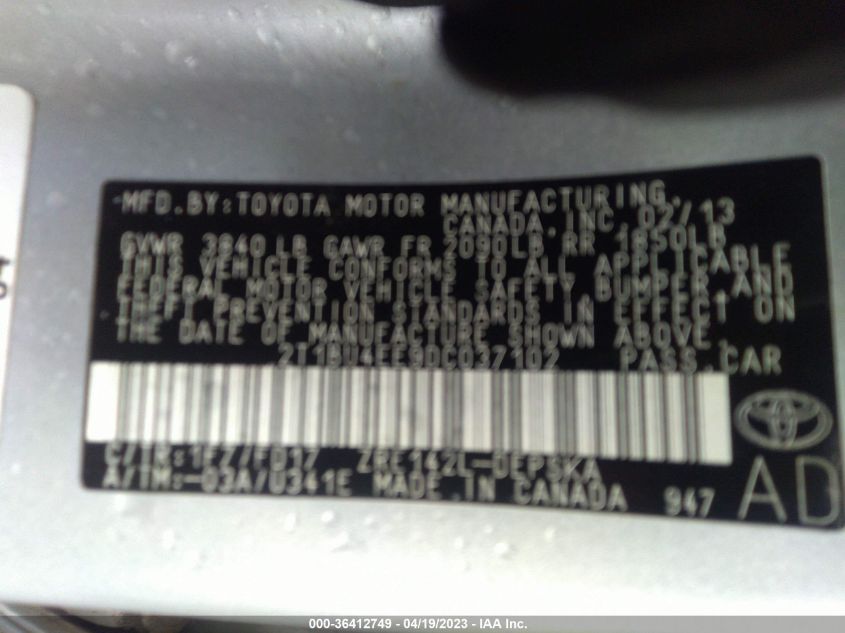 MFD.BY:TOYOTA MOTOR MANUFACTURING,
CANADA,INC. 02/13
GVWR 3840 LB GAWR FR 2090LB RR 1850LB
THIS VEHICLE CONFORMS TO ALL APPLICABLE
FEDERAL MOTOR VEHICLE SAFETY,BUMPER,AND
THEFT PREVENTION STANDARDS IN EFFECT ON
THE DATE OF MANUFACTURE SHOWN ABOVE.
2T1BU4EE9DC037102 PASS.CAR
C/TR:1F7/FD17 ZRE142L-DEPSKA
A/TM:-03A/U341E MADE IN CANADA 947
AD
000-36412749 - 04/19/2023 - IAA Inc.